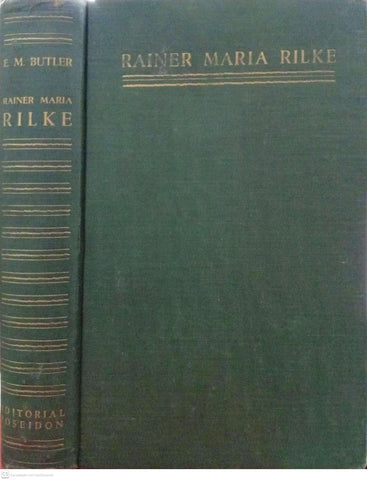 E. M. BUTLER
RAINER MARIA
RILKE
EDITORIAL
POSEIDON
RAINER MARIA RILKE